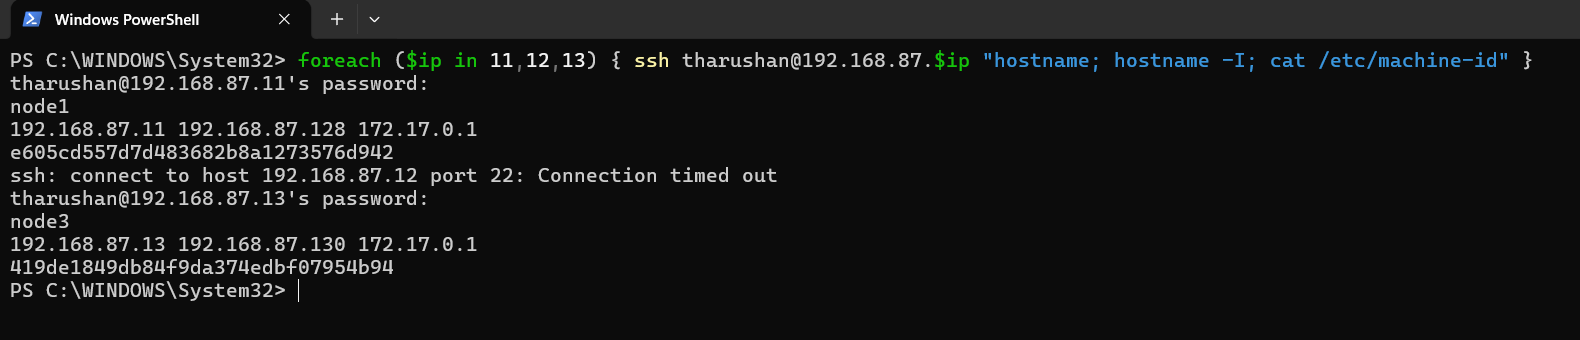 Windows PowerShell
PS C:\WINDOWS\System32> foreach ($ip in 11,12,13) { ssh tharushan@192.168.87.$ip "hostname; hostname -I; cat /etc/machine-id" }
tharushan@192.168.87.11's password:
node1
192.168.87.11 192.168.87.128 172.17.0.1
e605cd557d7d483682b8a1273576d942
ssh: connect to host 192.168.87.12 port 22: Connection timed out
tharushan@192.168.87.13's password:
node3
192.168.87.13 192.168.87.130 172.17.0.1
419de1849db84f9da374edbf07954b94
PS C:\WINDOWS\System32>